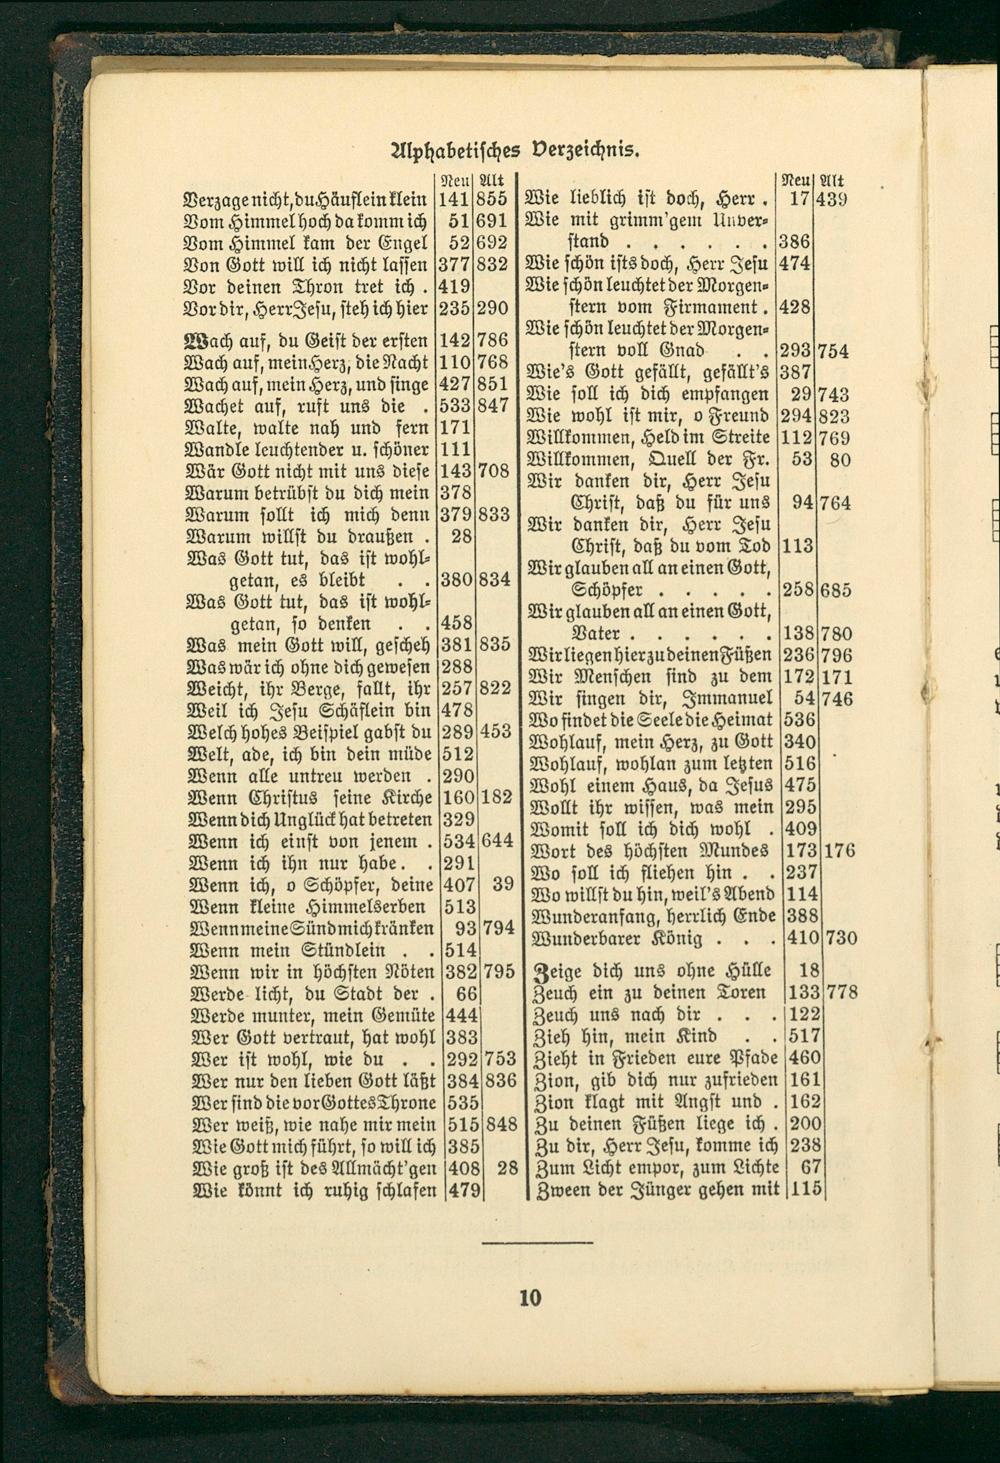 Alphabetisches Verzeichnis.
Neu Alt
Verzage nicht, du Häuflein klein 141 855
Vom Himmel hoch da komm ich 51 691
Vom Himmel kam der Engel 52 692
Von Gott will ich nicht lassen 377 832
Vor deinen Thron tret ich . 419
Vor dir, Herr Jesu, steh ich hier 235 290
Wach auf, du Geist der ersten 142 786
Wach auf, mein Herz, die Nacht 110 768
Wach auf, mein Herz, und singe 427 851
Wachet auf, ruft uns die . 533 847
Walte, walte nah und fern 171
Wandle leuchtender u. schöner 111
Wär Gott nicht mit uns diese 143 708
Warum betrübst du dich mein 378
Warum sollt ich mich denn 379 833
Warum willst du draußen . 28
Was Gott tut, das ist wohl-
getan, es bleibt . . 380 834
Was Gott tut, das ist wohl-
getan, so denken . . 458
Was mein Gott will, gescheh 381 835
Was wär ich ohne dich gewesen 288
Weicht, ihr Berge, fallt, ihr 257 822
Weil ich Jesu Schäflein bin 478
Welch hohes Beispiel gabst du 289 453
Welt, ade, ich bin dein müde 512
Wenn alle untreu werden . 290
Wenn Christus seine Kirche 160 182
Wenn dich Unglück hat betreten 329
Wenn ich einst von jenem . 534 644
Wenn ich ihn nur habe . . 291
Wenn ich, o Schöpfer, deine 407 39
Wenn kleine Himmelserben 513
Wenn meine Sünd mich kränken 93 794
Wenn mein Stündlein . . 514
Wenn wir in höchsten Nöten 382 795
Werde licht, du Stadt der . 66
Werde munter, mein Gemüte 444
Wer Gott vertraut, hat wohl 383
Wer ist wohl, wie du . . 292 753
Wer nur den lieben Gott läßt 384 836
Wer sind die vor Gottes Throne 535
Wer weiß, wie nahe mir mein 515 848
Wie Gott mich führt, so will ich 385
Wie groß ist des Allmächt'gen 408 28
Wie könnt ich ruhig schlafen 479
Neu Alt
Wie lieblich ist doch, Herr . 17 439
Wie mit grimm'gem Unver-
stand . . . . . . 386
Wie schön ists doch, Herr Jesu 474
Wie schön leuchtet der Morgen-
stern vom Firmament . 428
Wie schön leuchtet der Morgen-
stern voll Gnad . . 293 754
Wie's Gott gefällt, gefällt's 387
Wie soll ich dich empfangen 29 743
Wie wohl ist mir, o Freund 294 823
Willkommen, Held im Streite 112 769
Willkommen, Quell der Fr. 53 80
Wir danken dir, Herr Jesu
Christ, daß du für uns 94 764
Wir danken dir, Herr Jesu
Christ, daß du vom Tod 113
Wir glauben all an einen Gott,
Schöpfer . . . . . 258 685
Wir glauben all an einen Gott,
Vater . . . . . . 138 780
Wir liegen hier zu deinen Füßen 236 796
Wir Menschen sind zu dem 172 171
Wir singen dir, Immanuel 54 746
Wo findet die Seele die Heimat 536
Wohlauf, mein Herz, zu Gott 340
Wohlauf, wohlan zum letzten 516
Wohl einem Haus, da Jesus 475
Wollt ihr wissen, was mein 295
Womit soll ich dich wohl . 409
Wort des höchsten Mundes 173 176
Wo soll ich fliehen hin . . 237
Wo willst du hin, weil's Abend 114
Wunderanfang, herrlich Ende 388
Wunderbarer König . . . 410 730
Zeige dich uns ohne Hülle 18
Zeuch ein zu deinen Toren 133 778
Zeuch uns nach dir . . . 122
Zieh hin, mein Kind . . 517
Zieht in Frieden eure Pfade 460
Zion, gib dich nur zufrieden 161
Zion klagt mit Angst und . 162
Zu deinen Füßen liege ich . 200
Zu dir, Herr Jesu, komme ich 238
Zum Licht empor, zum Lichte 67
Zween der Jünger gehen mit 115
10